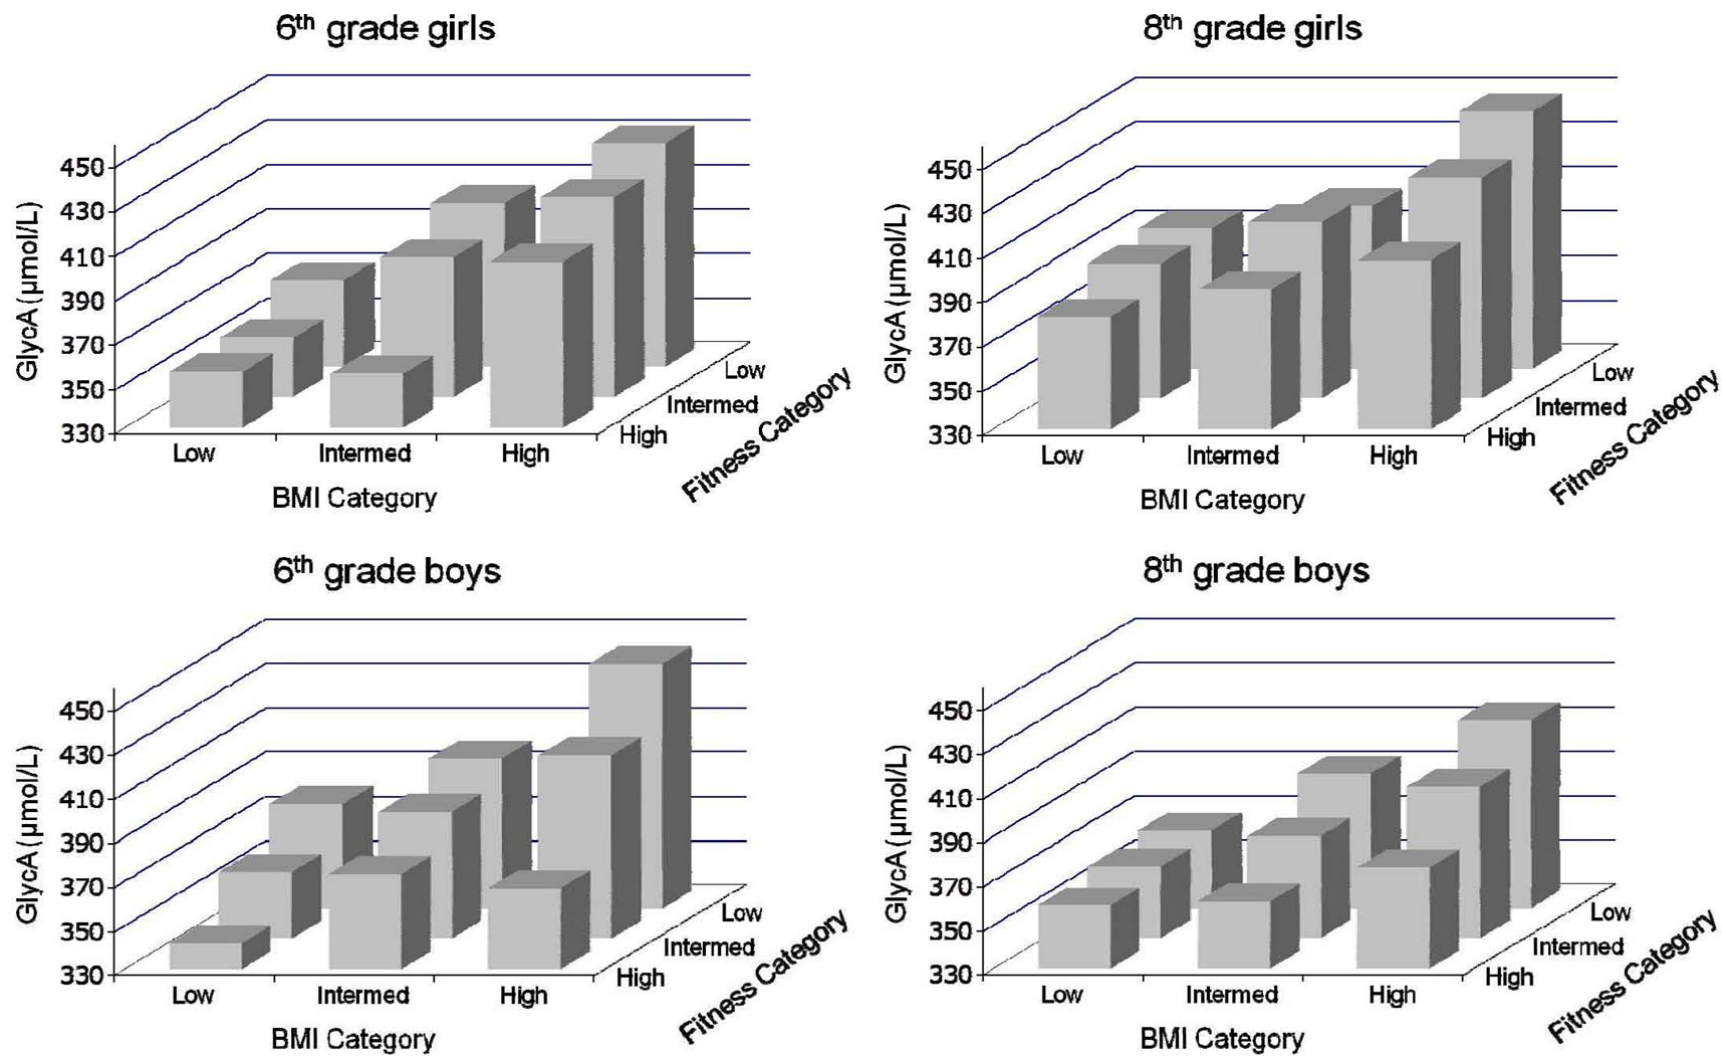 6th grade girls
GlycA (µmol/L)
450
430
410
390
370
350
330
Low
Intermed
High
BMI Category
Low
Intermed
High
Fitness Category
8th grade girls
GlycA (µmol/L)
450
430
410
390
370
350
330
Low
Intermed
High
BMI Category
Low
Intermed
High
Fitness Category
6th grade boys
GlycA (µmol/L)
450
430
410
390
370
350
330
Low
Intermed
High
BMI Category
Low
Intermed
High
Fitness Category
8th grade boys
GlycA (µmol/L)
450
430
410
390
370
350
330
Low
Intermed
High
BMI Category
Low
Intermed
High
Fitness Category